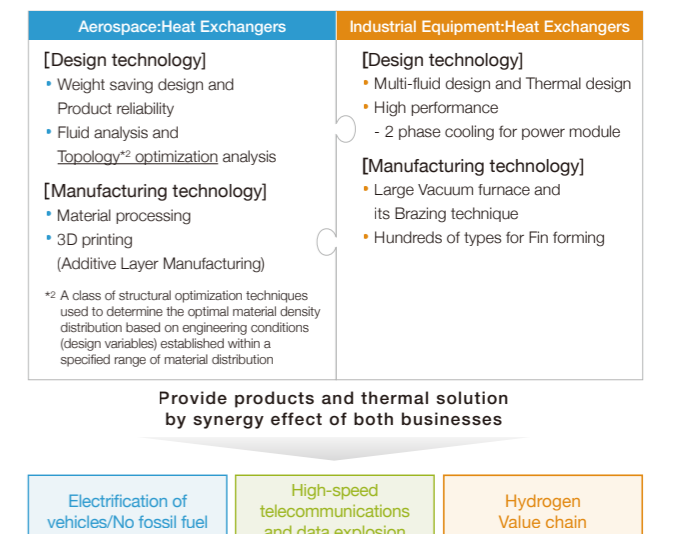 Aerospace:Heat Exchangers
[Design technology]
• Weight saving design and
Product reliability
• Fluid analysis and
Topology*2 optimization analysis
[Manufacturing technology]
• Material processing
• 3D printing
(Additive Layer Manufacturing)
*2 A class of structural optimization techniques
used to determine the optimal material density
distribution based on engineering conditions
(design variables) established within a
specified range of material distribution
Industrial Equipment:Heat Exchangers
[Design technology]
• Multi-fluid design and Thermal design
• High performance
- 2 phase cooling for power module
[Manufacturing technology]
• Large Vacuum furnace and
its Brazing technique
• Hundreds of types for Fin forming
Provide products and thermal solution
by synergy effect of both businesses
Electrification of
vehicles/No fossil fuel
High-speed
telecommunications
and data explosion
Hydrogen
Value chain